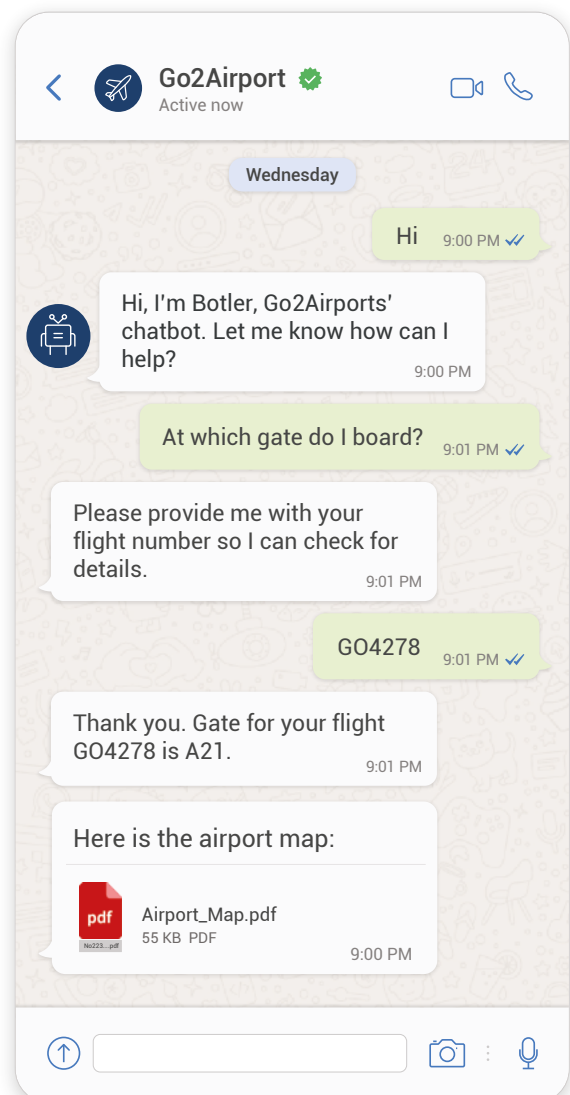 Go2Airport
Active now
Wednesday
Hi 9:00 PM
Hi, I'm Botler, Go2Airports'
chatbot. Let me know how can I
help?
9:00 PM
At which gate do I board? 9:01 PM
Please provide me with your
flight number so I can check for
details.
9:01 PM
GO4278 9:01 PM
Thank you. Gate for your flight
GO4278 is A21.
9:01 PM
Here is the airport map:
pdf
No223....pdf
Airport_Map.pdf
55 KB PDF
9:00 PM